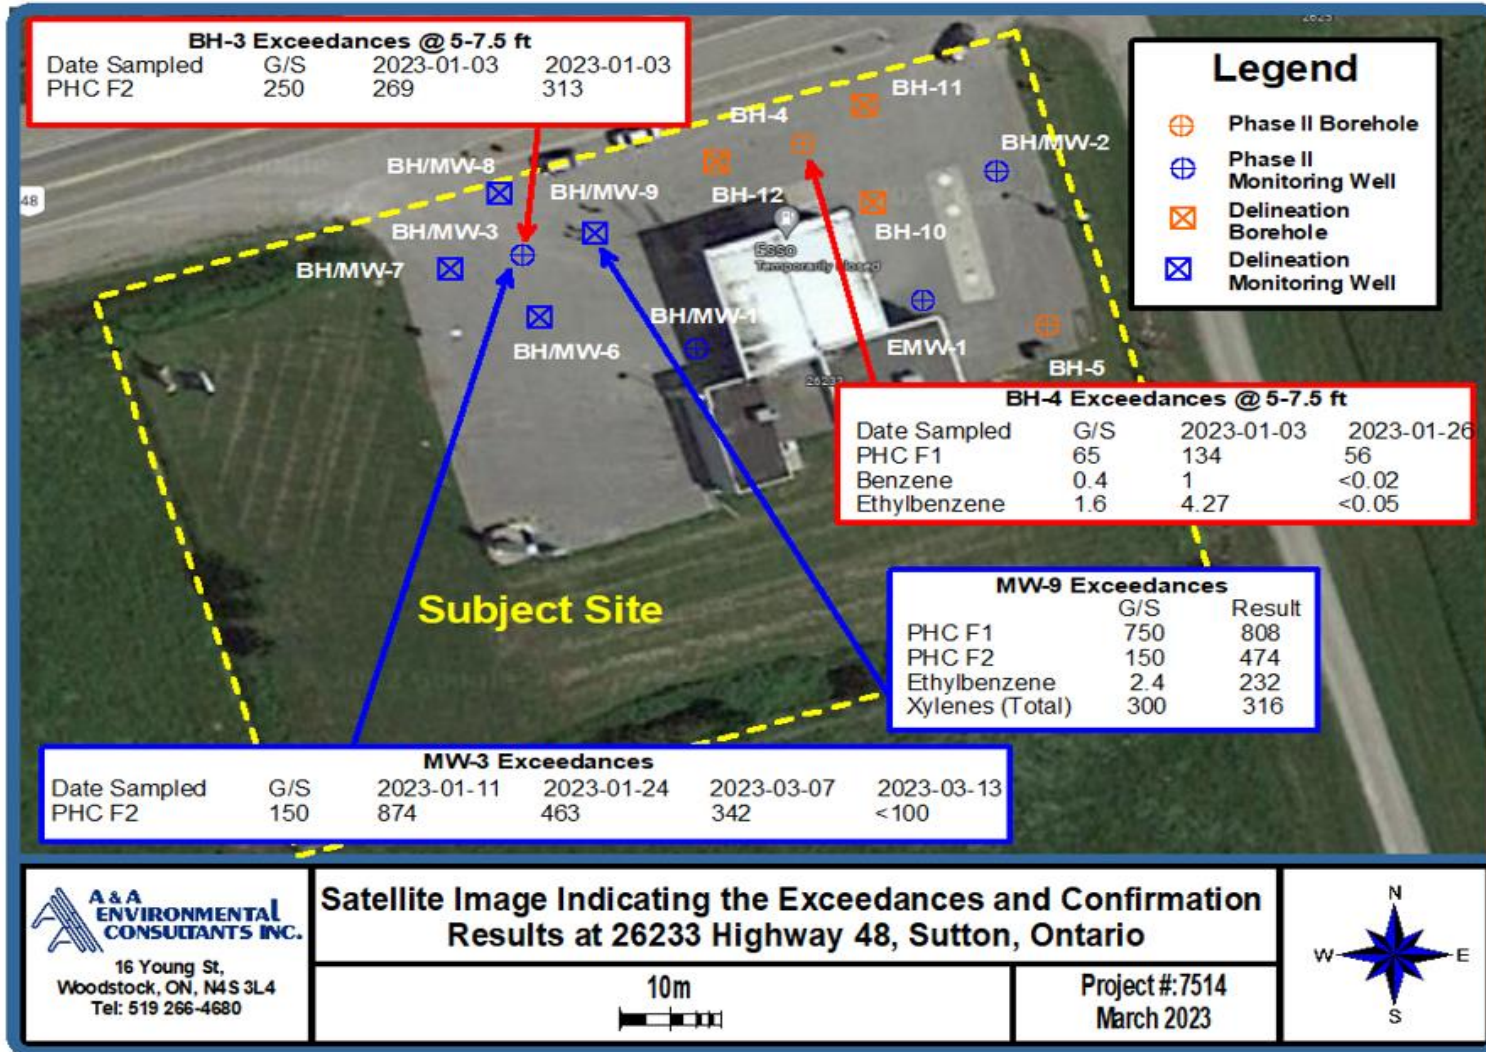 2623
BH-3 Exceedances @ 5-7.5 ft
Date Sampled G/S 2023-01-03 2023-01-03
PHC F2 250 269 313
Legend
Phase II Borehole
Phase II
Monitoring Well
Delineation
Borehole
Delineation
Monitoring Well
48
BH-11
BH-4
BH/MW-2
BH/MW-8
BH/MW-9
BH-12
BH/MW-3
BH-10
BH/MW-7
Esso
Temporarily Closed
BH/MW-1
BH/MW-6
EMW-1
BH-5
26233
BH-4 Exceedances @ 5-7.5 ft
Date Sampled G/S 2023-01-03 2023-01-26
PHC F1 65 134 56
Benzene 0.4 1 <0.02
Ethylbenzene 1.6 4.27 <0.05
Subject Site
MW-9 Exceedances
G/S Result
PHC F1 750 808
PHC F2 150 474
Ethylbenzene 2.4 232
Xylenes (Total) 300 316
MW-3 Exceedances
Date Sampled G/S 2023-01-11 2023-01-24 2023-03-07 2023-03-13
PHC F2 150 874 463 342 <100
A & A
ENVIRONMENTAL
CONSULTANTS INC.
16 Young St,
Woodstock, ON, N4S 3L4
Tel: 519 266-4680
Satellite Image Indicating the Exceedances and Confirmation
Results at 26233 Highway 48, Sutton, Ontario
10m
Project #:7514
March 2023
N
W E
S